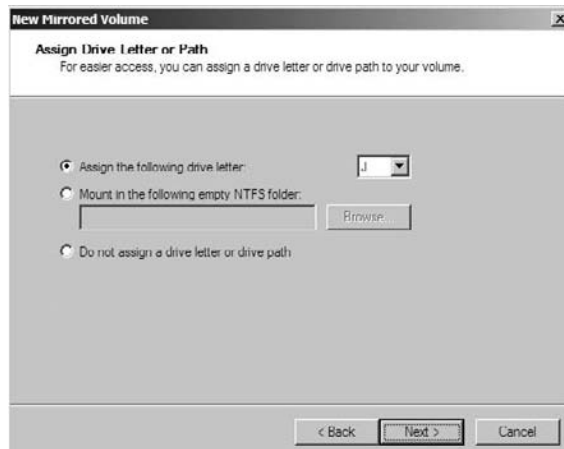 New Mirrored Volume
Assign Drive Letter or Path
For easier access, you can assign a drive letter or drive path to your volume.
Assign the following drive letter:
J
Mount in the following empty NTFS folder:
Browse...
Do not assign a drive letter or drive path
< Back
Next >
Cancel